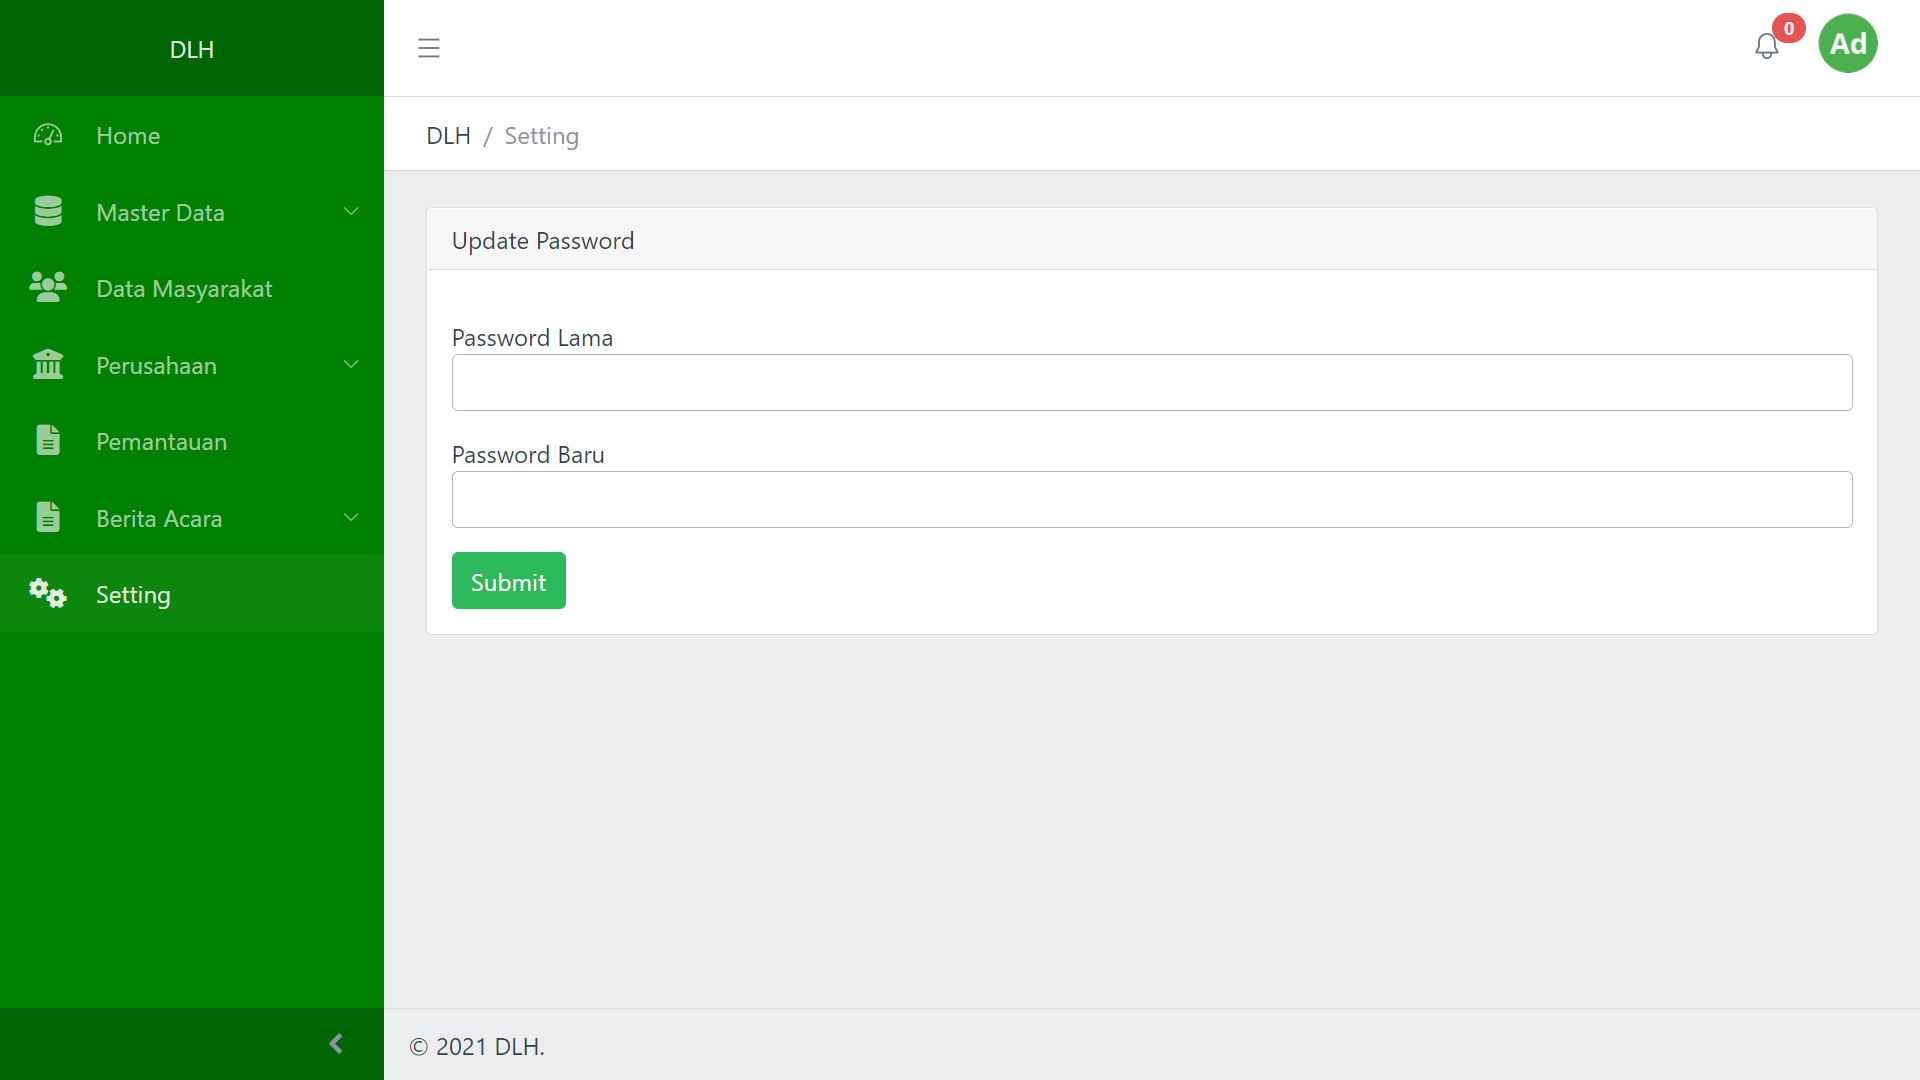 DLH
Home
Master Data
Data Masyarakat
Perusahaan
Pemantauan
Berita Acara
Setting
0
Ad
DLH / Setting
Update Password
Password Lama
Password Baru
Submit
© 2021 DLH.